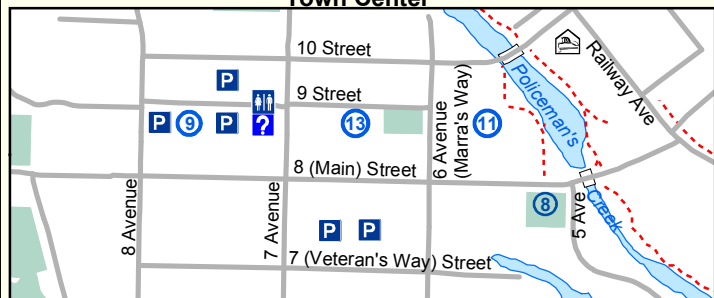 Town Center
10 Street
Railway Ave
P
9 Street
6 Avenue
(Marra's Way)
Policeman's
Creek
P
9
P
?
13
11
8 (Main) Street
8 Avenue
7 Avenue
8
5 Ave
P
P
7 (Veteran's Way) Street